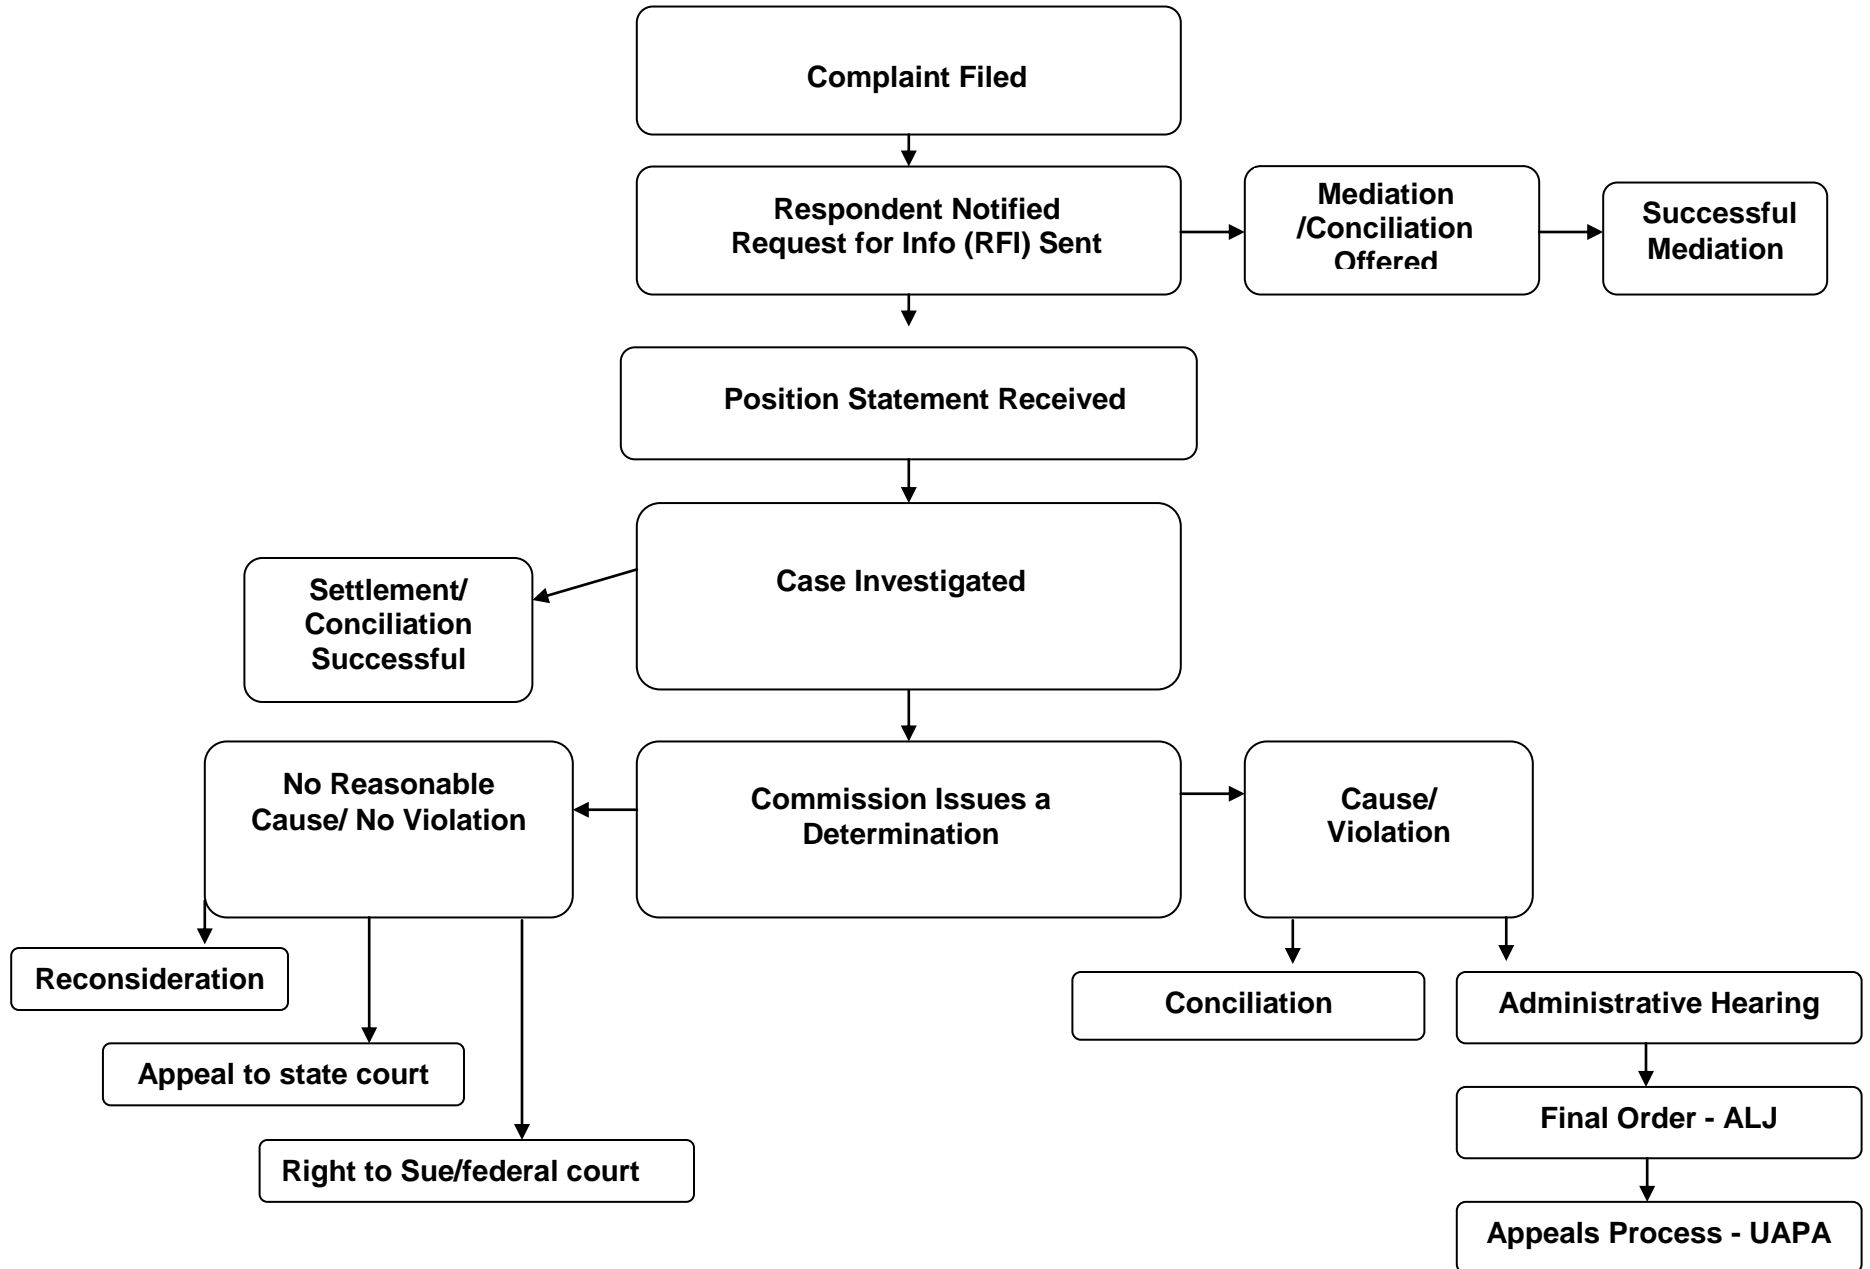 Complaint Filed
Respondent Notified
Request for Info (RFI) Sent
Mediation
/Conciliation
Offered
Successful
Mediation
Position Statement Received
Case Investigated
Settlement/
Conciliation
Successful
No Reasonable
Cause/ No Violation
Commission Issues a
Determination
Cause/
Violation
Reconsideration
Appeal to state court
Right to Sue/federal court
Conciliation
Administrative Hearing
Final Order - ALJ
Appeals Process - UAPA